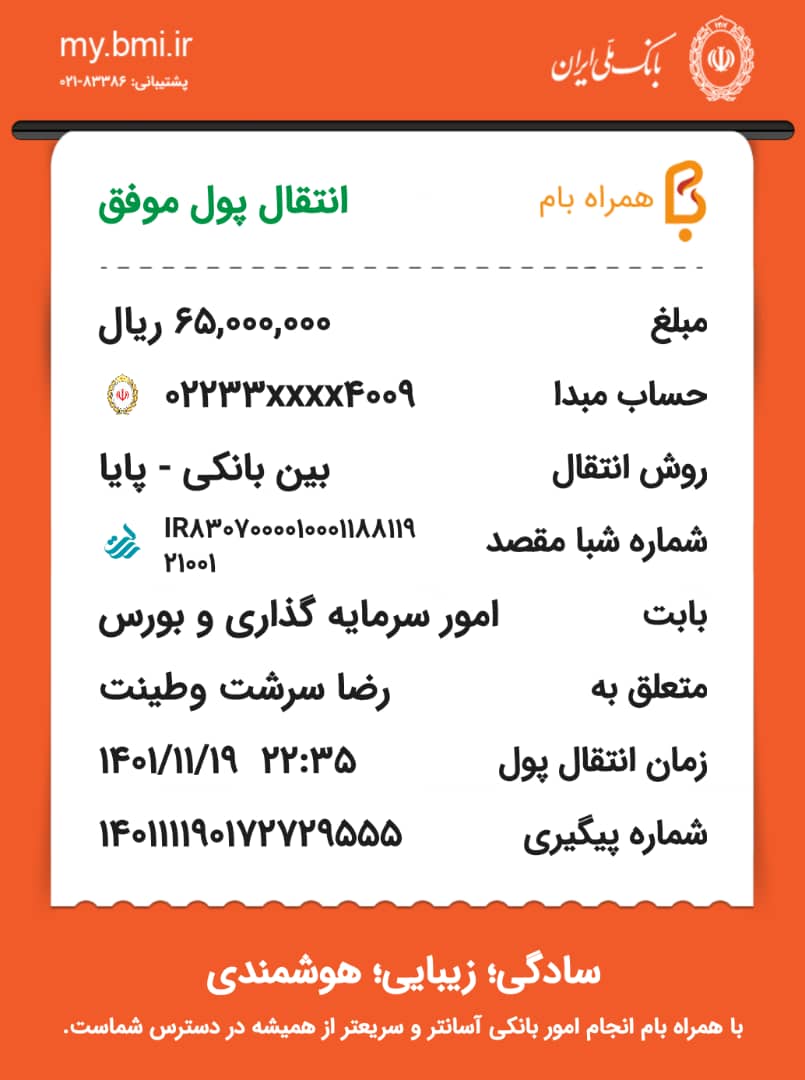 بانک ملی ایران
my.bmi.ir
پشتیبانی: ۸۳۳۸۶-۰۲۱
همراه بام
انتقال پول موفق
مبلغ ۶۵,۰۰۰,۰۰۰ ریال
حساب مبدا ۰۲۲۳۳xxxx۴۰۰۹
روش انتقال بین بانکی - پایا
شماره شبا مقصد IR۸۳۰۷۰۰۰۰۱۰۰۰۱۱۸۸۱۱۹
۲۱۰۰۱
بابت امور سرمایه گذاری و بورس
متعلق به رضا سرشت وطینت
زمان انتقال پول ۲۲:۳۵ ۱۴۰۱/۱۱/۱۹
شماره پیگیری ۱۴۰۱۱۱۱۹۰۱۷۲۷۲۹۵۵۵
سادگی؛ زیبایی؛ هوشمندی
با همراه بام انجام امور بانکی آسانتر و سریعتر از همیشه در دسترس شماست.